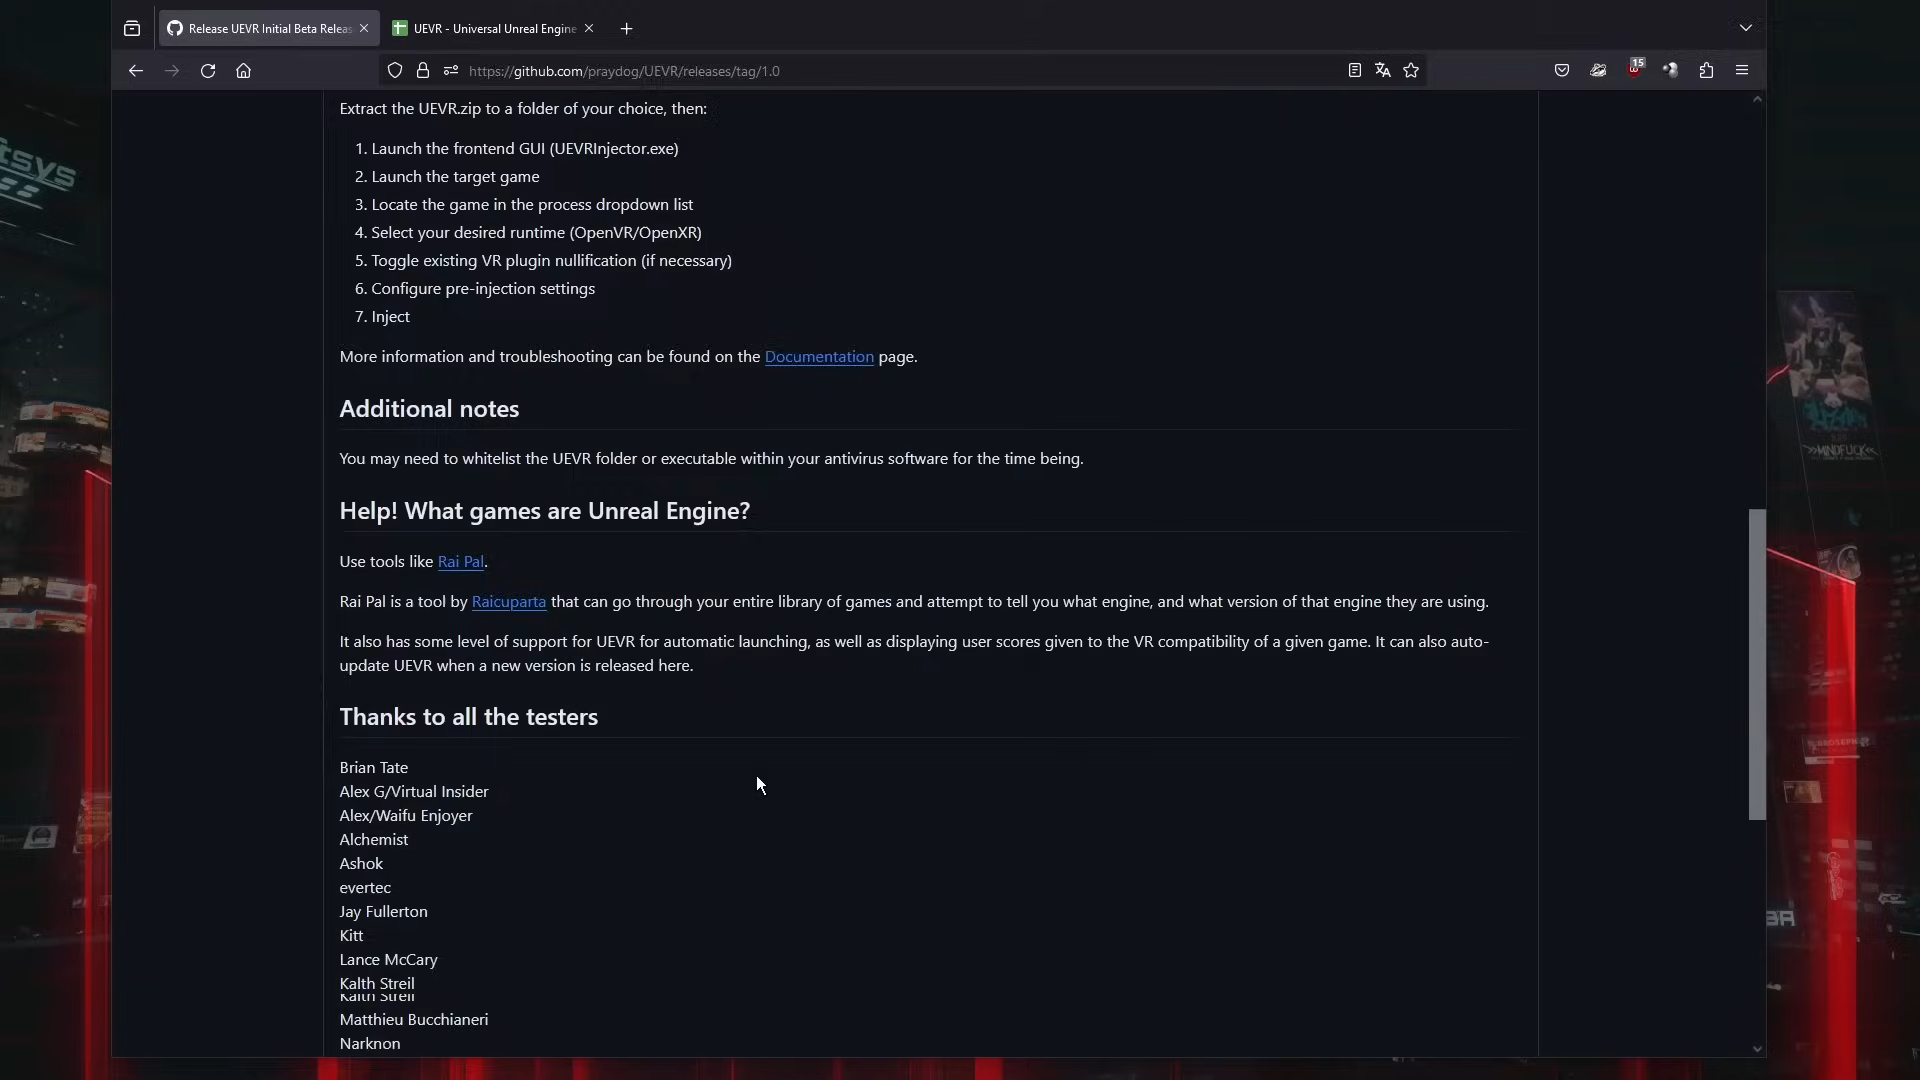 Release UEVR Initial Beta Releas
UEVR - Universal Unreal Engine
https://github.com/praydog/UEVR/releases/tag/1.0
15
Extract the UEVR.zip to a folder of your choice, then:
1. Launch the frontend GUI (UEVRInjector.exe)
2. Launch the target game
3. Locate the game in the process dropdown list
4. Select your desired runtime (OpenVR/OpenXR)
5. Toggle existing VR plugin nullification (if necessary)
6. Configure pre-injection settings
7. Inject
More information and troubleshooting can be found on the Documentation page.
Additional notes
You may need to whitelist the UEVR folder or executable within your antivirus software for the time being.
Help! What games are Unreal Engine?
Use tools like Rai Pal.
Rai Pal is a tool by Raicuparta that can go through your entire library of games and attempt to tell you what engine, and what version of that engine they are using.
It also has some level of support for UEVR for automatic launching, as well as displaying user scores given to the VR compatibility of a given game. It can also auto-
update UEVR when a new version is released here.
Thanks to all the testers
Brian Tate
Alex G/Virtual Insider
Alex/Waifu Enjoyer
Alchemist
Ashok
evertec
Jay Fullerton
Kitt
Lance McCary
Kalth Streil
Kalth Streil
Matthieu Bucchianeri
Narknon
>>MINDFUCK<<